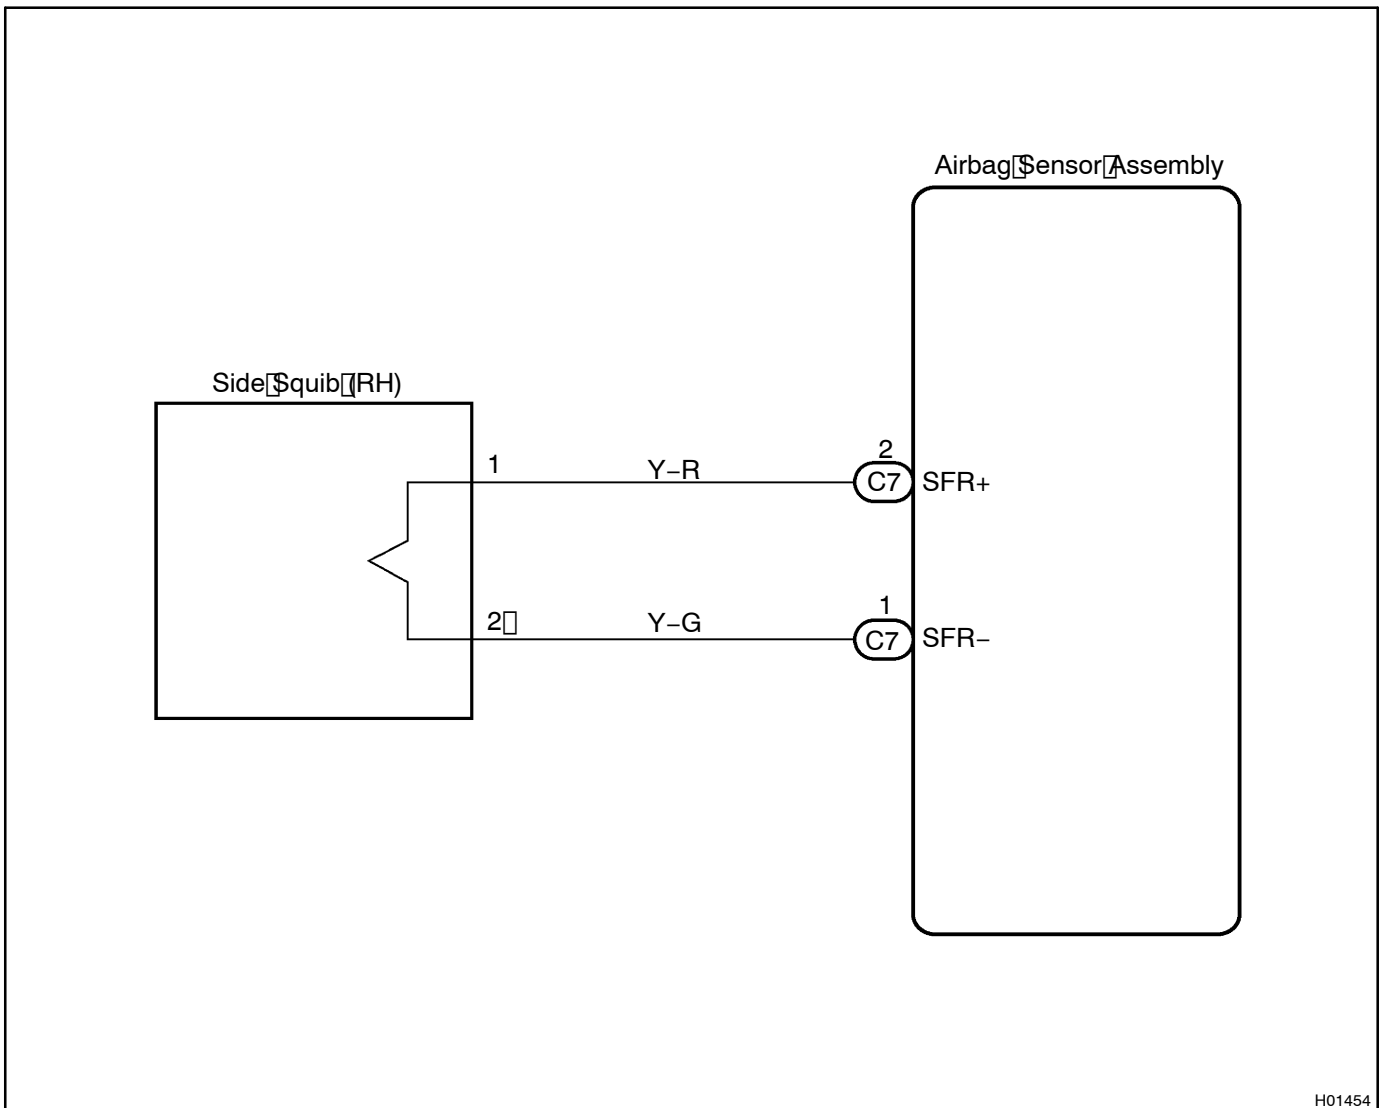 Airbag Sensor Assembly
Side Squib (RH)
1
Y−R
2
C7
SFR+
2
Y−G
1
C7
SFR−
H01454